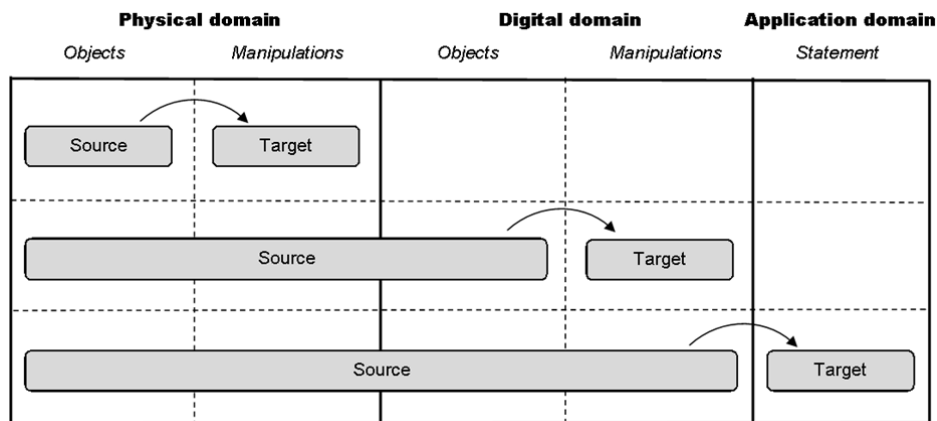 Physical domain Digital domain Application domain
Objects Manipulations Objects Manipulations Statement
Source Target
Source Target
Source Target